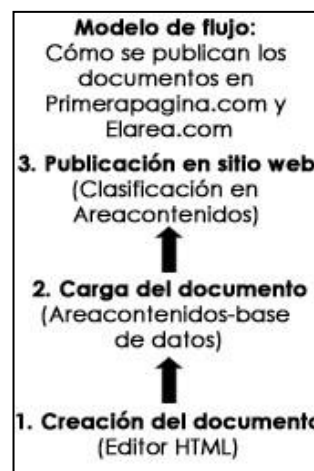 Modelo de flujo:
Cómo se publican los
documentos en
Primerapagina.com y
Elarea.com
3. Publicación en sitio web
(Clasificación en
Areacontenidos)
2. Carga del documento
(Areacontenidos-base
de datos)
1. Creación del documento
(Editor HTML)